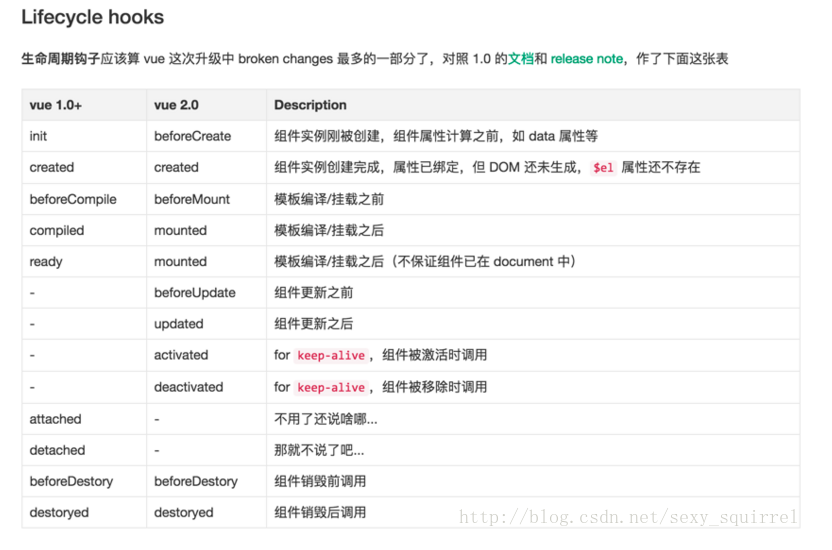 Lifecycle hooks
生命周期钩子应该算 vue 这次升级中 broken changes 最多的一部分了，对照 1.0 的文档和 release note，作了下面这张表
vue 1.0+ vue 2.0 Description
init beforeCreate 组件实例刚被创建，组件属性计算之前，如 data 属性等
created created 组件实例创建完成，属性已绑定，但 DOM 还未生成，$el 属性还不存在
beforeCompile beforeMount 模板编译/挂载之前
compiled mounted 模板编译/挂载之后
ready mounted 模板编译/挂载之后（不保证组件已在 document 中）
- beforeUpdate 组件更新之前
- updated 组件更新之后
- activated for keep-alive，组件被激活时调用
- deactivated for keep-alive，组件被移除时调用
attached - 不用了还说啥哪...
detached - 那就不说了吧...
beforeDestory beforeDestory 组件销毁前调用
destoryed destoryed 组件销毁后调用
http://blog.csdn.net/sexy_squirrel